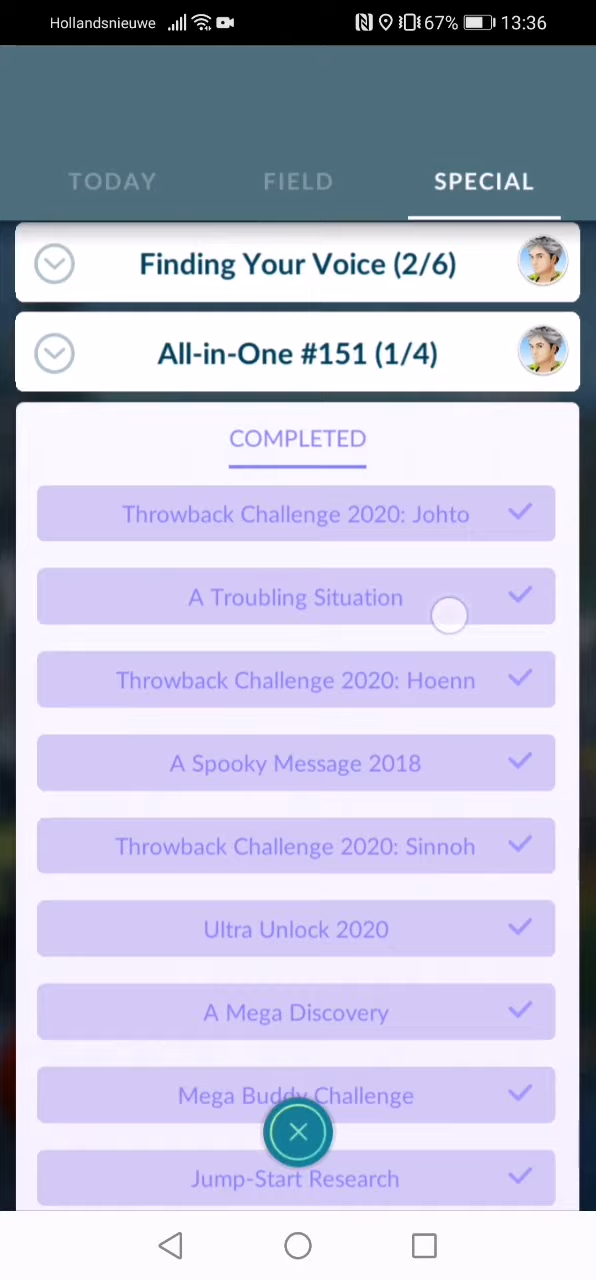 Hollandsnieuwe 67% 13:36
TODAY FIELD SPECIAL
Finding Your Voice (2/6)
All-in-One #151 (1/4)
COMPLETED
Throwback Challenge 2020: Johto
A Troubling Situation
Throwback Challenge 2020: Hoenn
A Spooky Message 2018
Throwback Challenge 2020: Sinnoh
Ultra Unlock 2020
A Mega Discovery
Mega Buddy Challenge
Jump-Start Research